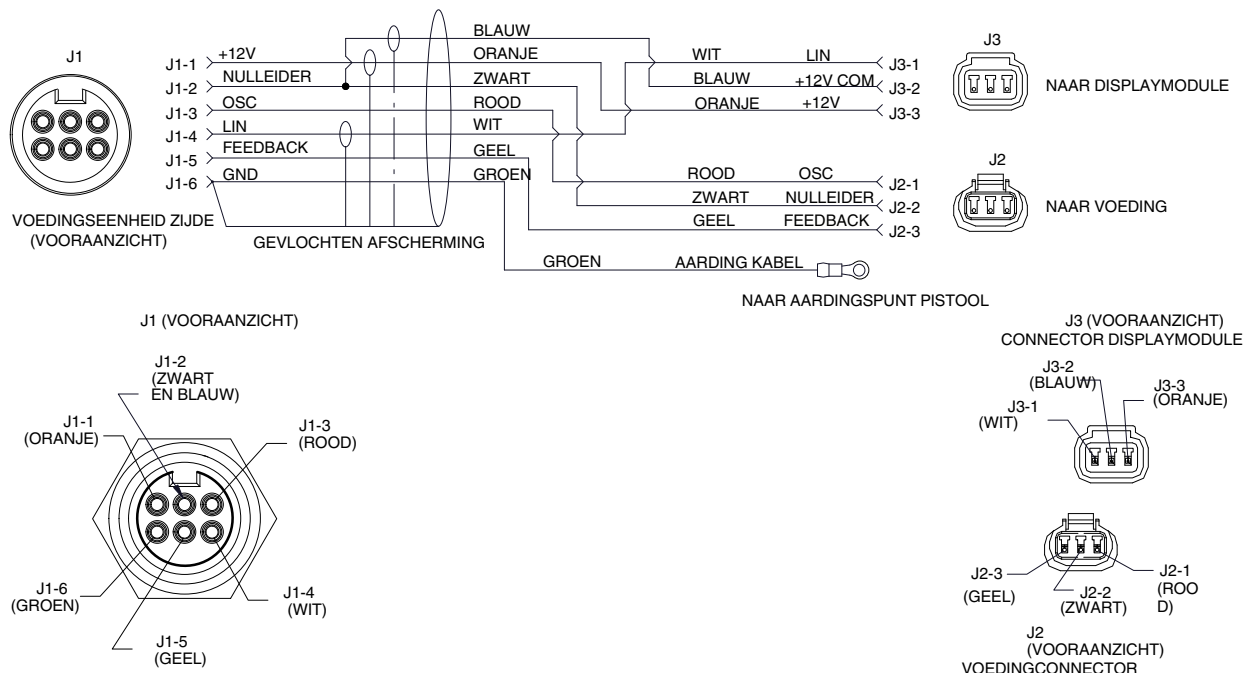 J1
J1-1 +12V
J1-2 NULLEIDER
J1-3 OSC
J1-4 LIN
J1-5 FEEDBACK
J1-6 GND
VOEDINGSEENHEID ZIJDE
(VOORAANZICHT)
BLAUW
ORANJE
ZWART
ROOD
WIT
GEEL
GROEN
GEVLOCHTEN AFSCHERMING
WIT LIN J3-1
BLAUW +12V COM J3-2
ORANJE +12V J3-3
J3
NAAR DISPLAYMODULE
ROOD OSC J2-1
ZWART NULLEIDER J2-2
GEEL FEEDBACK J2-3
J2
NAAR VOEDING
GROEN AARDING KABEL
NAAR AARDINGSPUNT PISTOOL
J1 (VOORAANZICHT)
J1-2
(ZWART
EN BLAUW)
J1-1
(ORANJE)
J1-3
(ROOD)
J1-6
(GROEN)
J1-4
(WIT)
J1-5
(GEEL)
J3 (VOORAANZICHT)
CONNECTOR DISPLAYMODULE
J3-2
(BLAUW)
J3-3
(ORANJE)
J3-1
(WIT)
J2-3
(GEEL)
J2-2
(ZWART)
J2-1
(ROO
D)
J2
(VOORAANZICHT)
VOEDINGCONNECTOR